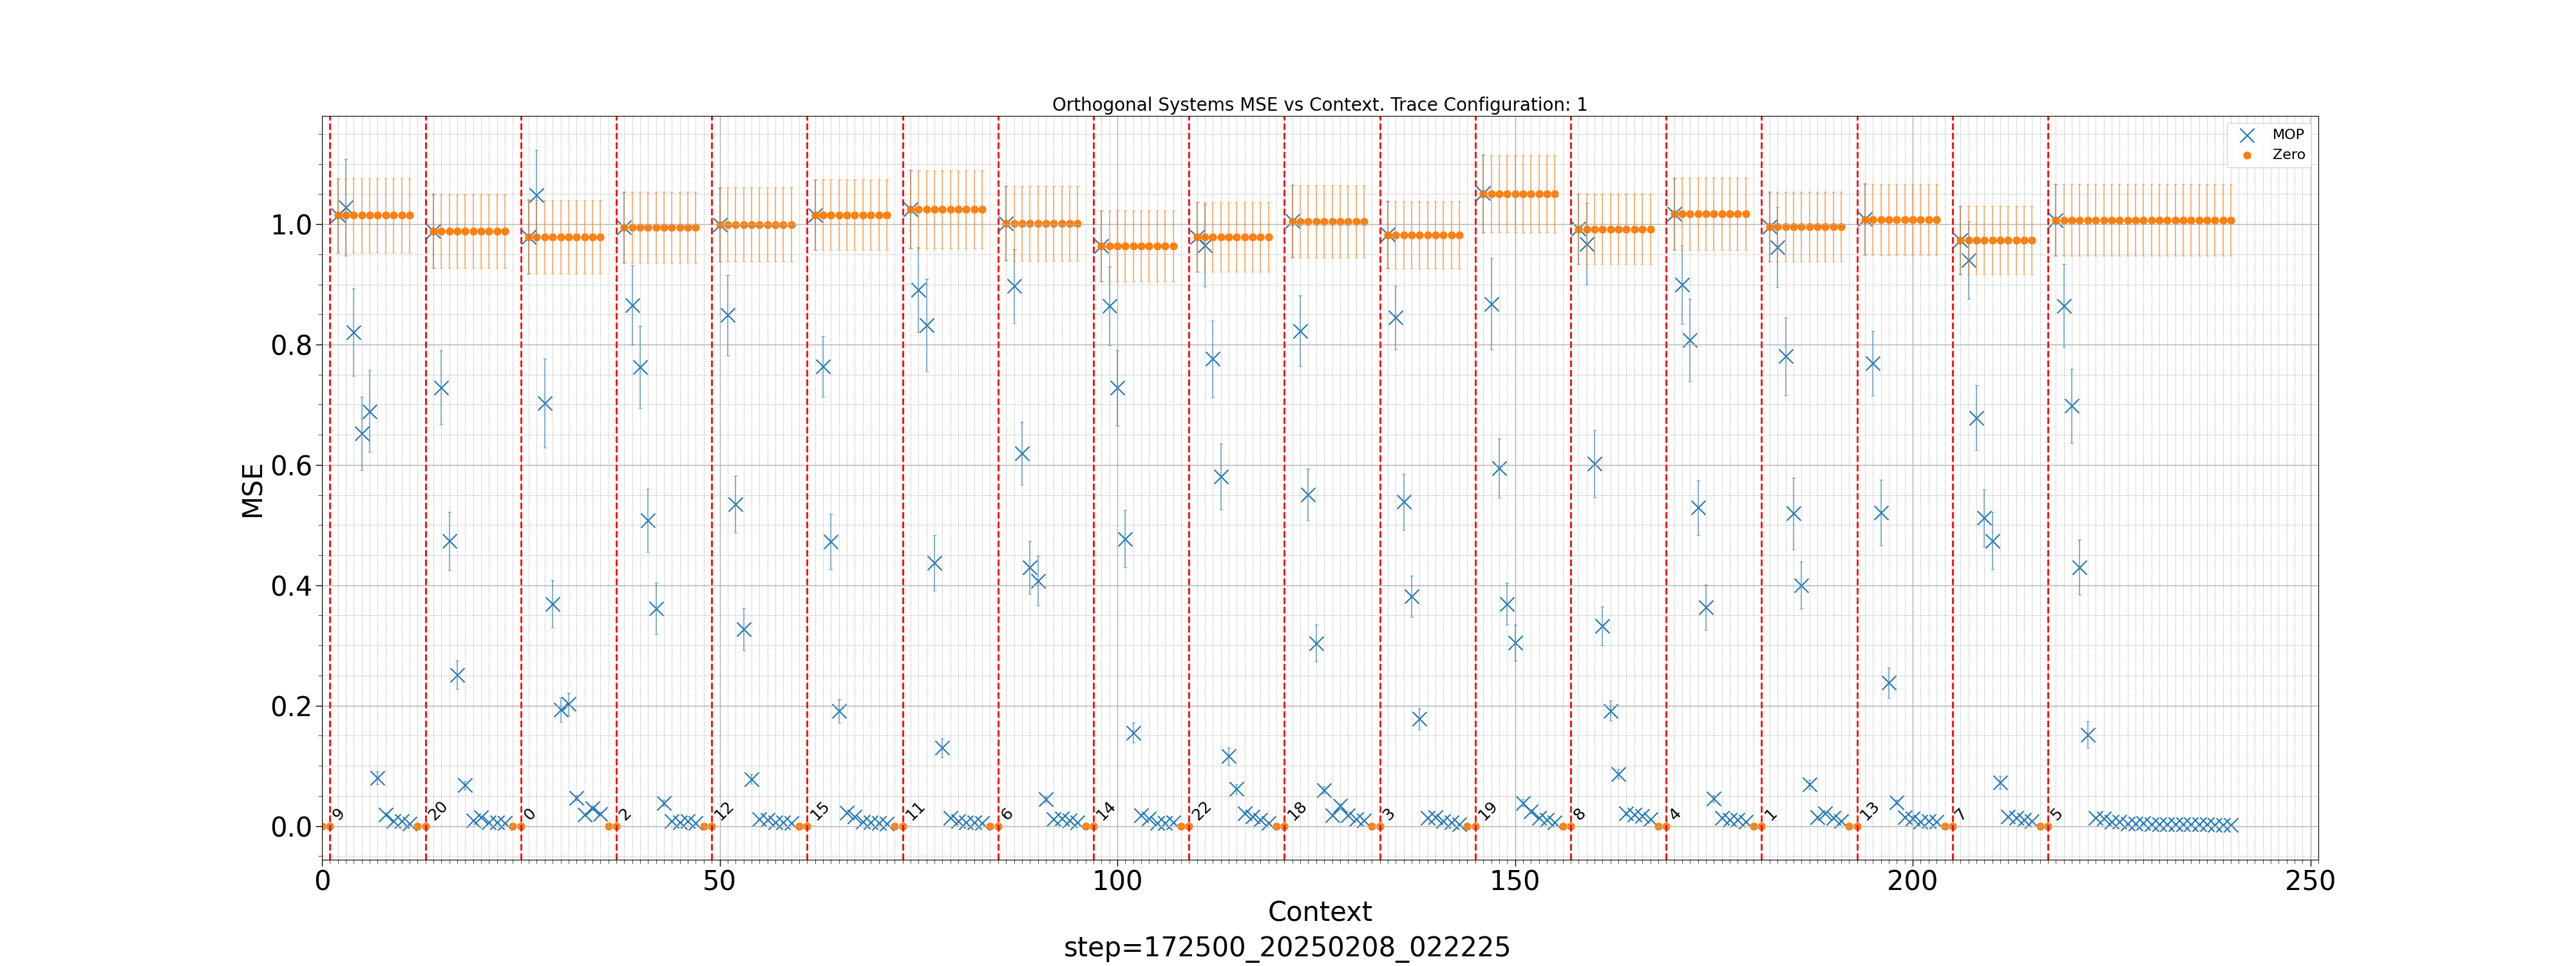 Orthogonal Systems MSE vs Context. Trace Configuration: 1
MOP
Zero
MSE
1.0
0.8
0.6
0.4
0.2
0.0
9 20 0 2 12 15 11 6 14 22 18 3 19 8 4 1 13 7 5
0 50 100 150 200 250
Context
step=172500_20250208_022225